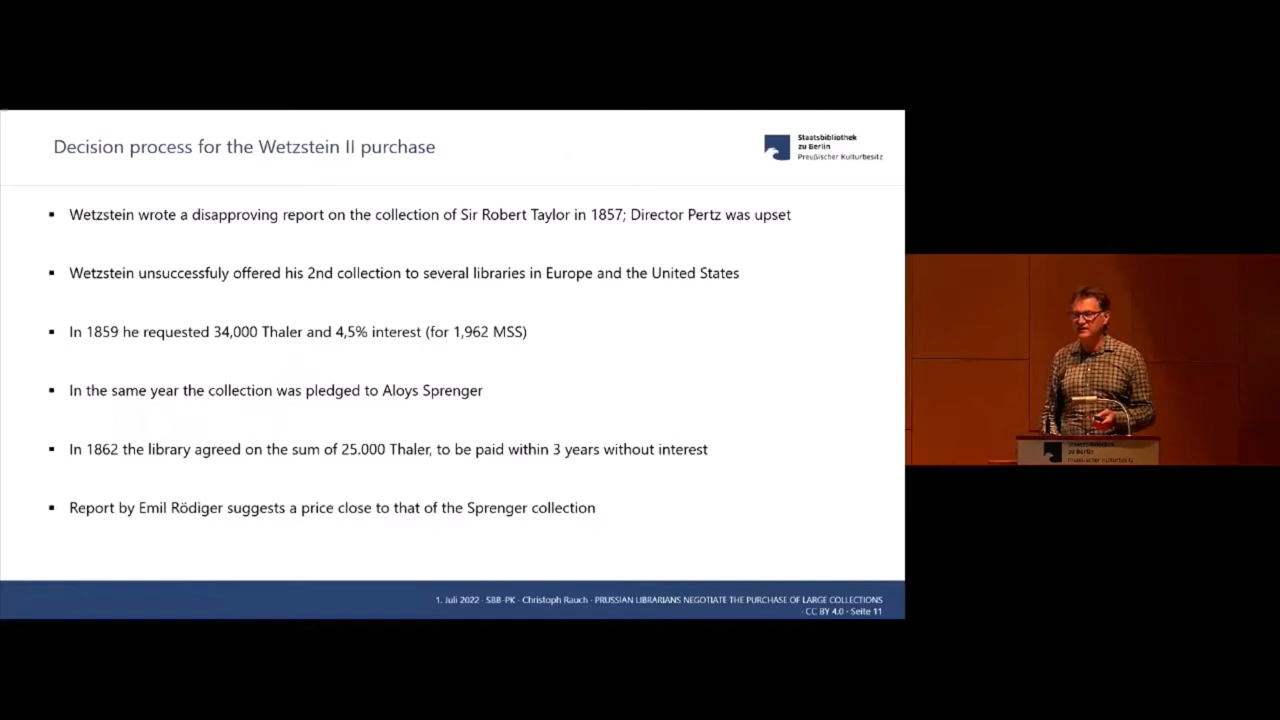 Decision process for the Wetzstein II purchase
Staatsbibliothek
zu Berlin
Preußischer Kulturbesitz
▪ Wetzstein wrote a disapproving report on the collection of Sir Robert Taylor in 1857; Director Pertz was upset
▪ Wetzstein unsuccessfuly offered his 2nd collection to several libraries in Europe and the United States
▪ In 1859 he requested 34,000 Thaler and 4,5% interest (for 1,962 MSS)
▪ In the same year the collection was pledged to Aloys Sprenger
▪ In 1862 the library agreed on the sum of 25.000 Thaler, to be paid within 3 years without interest
▪ Report by Emil Rödiger suggests a price close to that of the Sprenger collection
1. Juli 2022 · SBB-PK · Christoph Rauch · PRUSSIAN LIBRARIANS NEGOTIATE THE PURCHASE OF LARGE COLLECTIONS
· CC BY 4.0 · Seite 11
Staatsbibliothek
zu Berlin
Preußischer Kulturbesitz